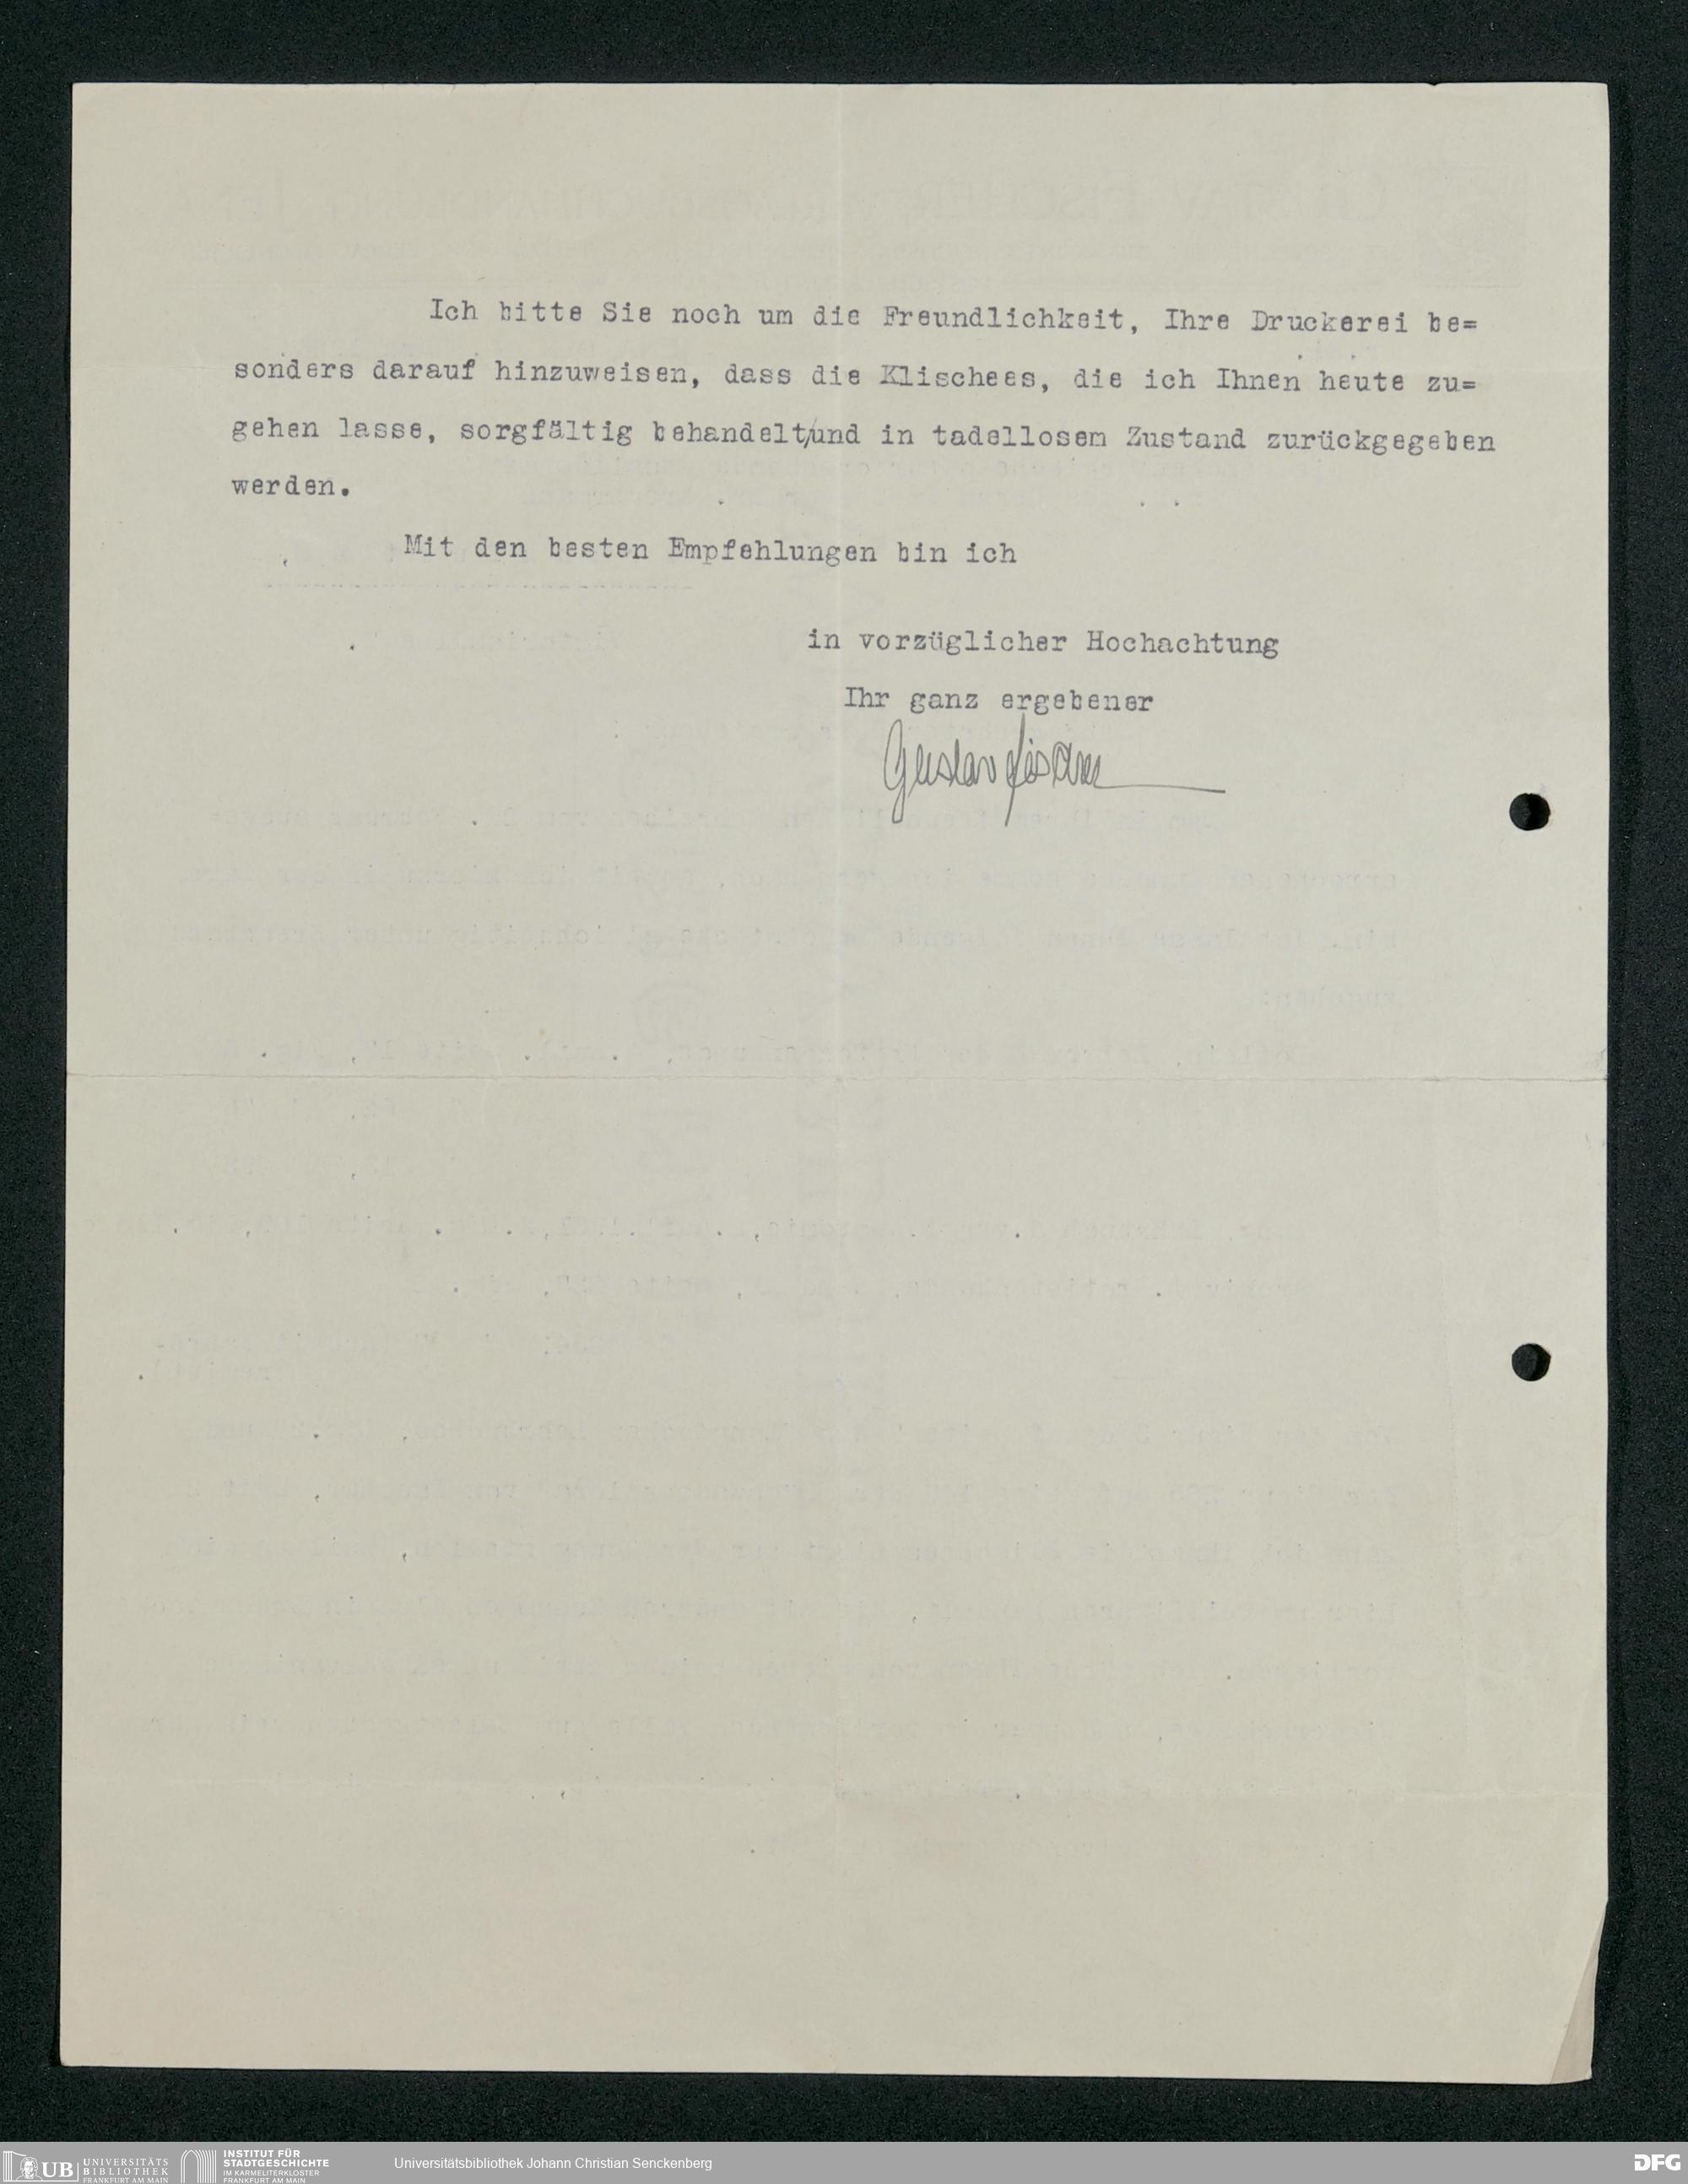 Ich bitte Sie noch um die Freundlichkeit, Ihre Druckerei be=
sonders darauf hinzuweisen, dass die Klischees, die ich Ihnen heute zu=
gehen lasse, sorgfältig behandelt/und in tadellosem Zustand zurückgegeben
werden.
Mit den besten Empfehlungen bin ich
in vorzüglicher Hochachtung
Ihr ganz ergebener
Gustav Fischer
UB UNIVERSITÄTS
BIBLIOTHEK
FRANKFURT AM MAIN
INSTITUT FÜR
STADTGESCHICHTE
IM KARMELITERKLOSTER
FRANKFURT AM MAIN
Universitätsbibliothek Johann Christian Senckenberg
DFG